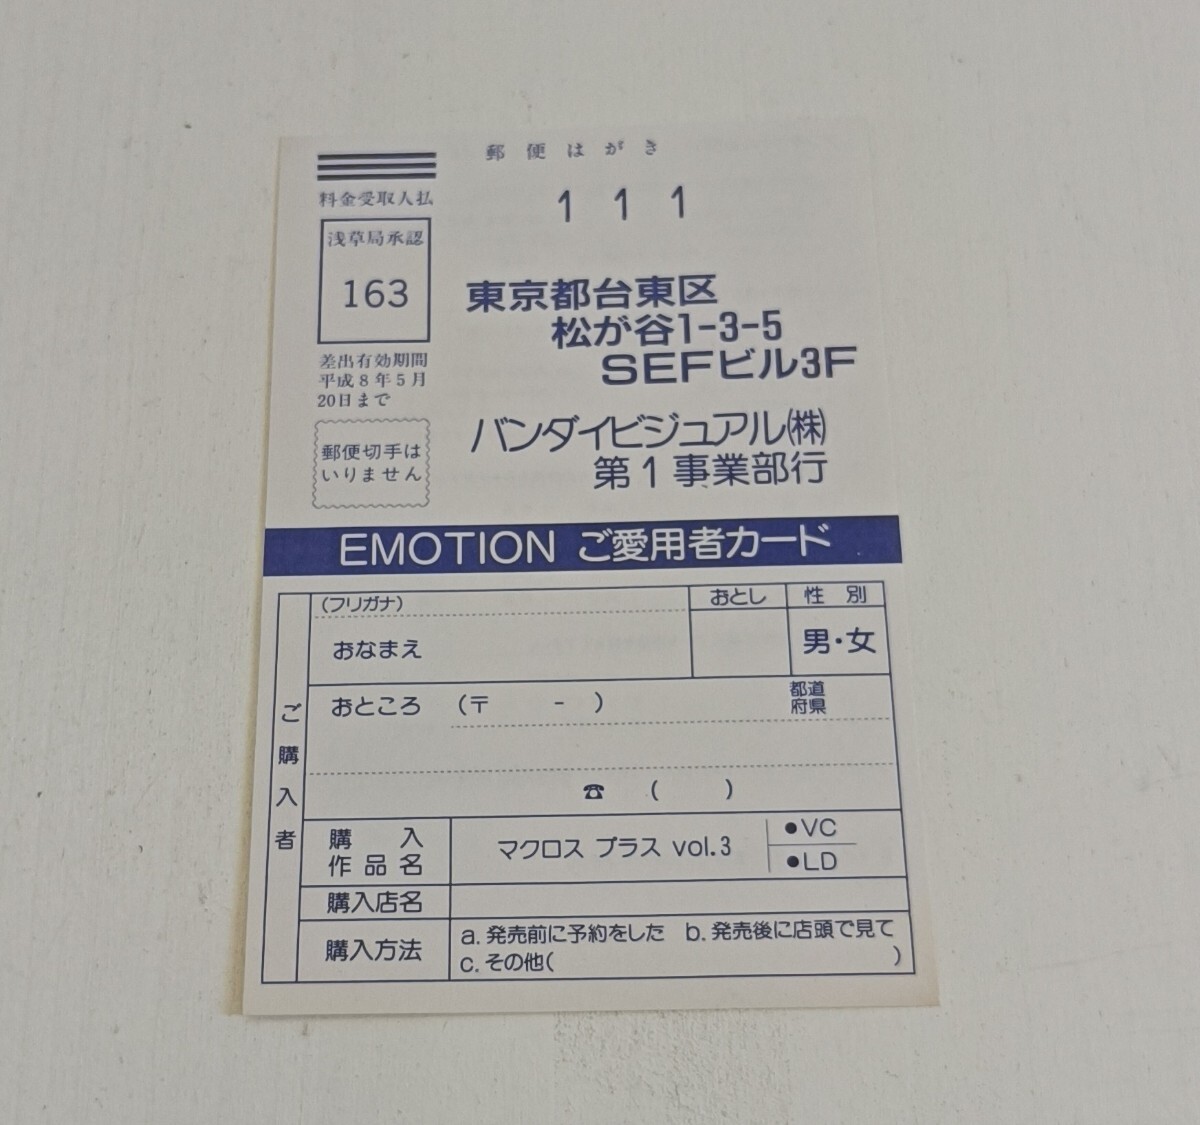 郵便はがき
料金受取人払
浅草局承認
163
差出有効期間
平成8年5月
20日まで
郵便切手は
いりません
111
東京都台東区
松が谷1-3-5
SEFビル3F
バンダイビジュアル㈱
第1事業部行
EMOTION ご愛用者カード
ご購入者
(フリガナ)
おなまえ
おとし
性別
男・女
おところ (〒 - )
都道
府県
☎ ( )
購入
作品名
マクロス プラス vol.3
●VC
●LD
購入店名
購入方法
a. 発売前に予約をした b. 発売後に店頭で見て
c. その他( )